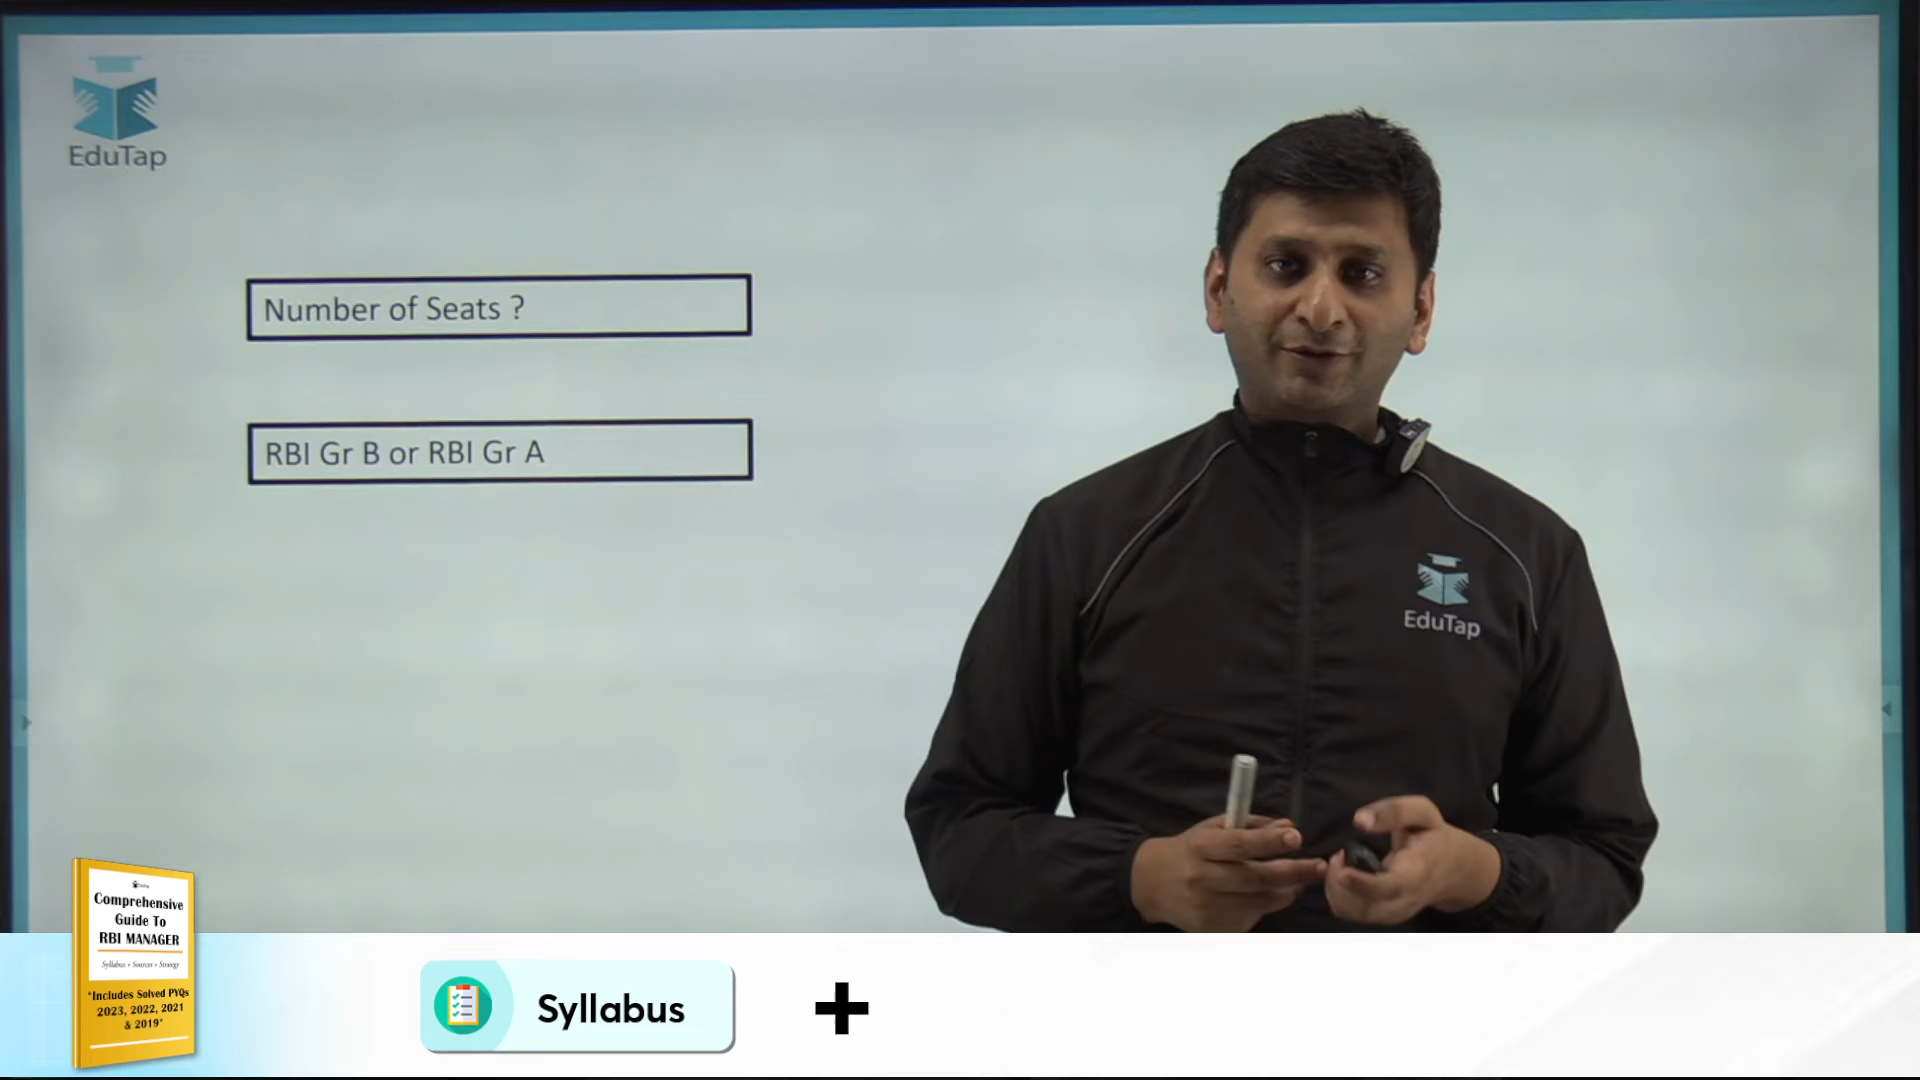 EduTap
Number of Seats ?
RBI Gr B or RBI Gr A
EduTap
Comprehensive
Guide To
RBI MANAGER
Syllabus + Sources + Strategy
*Includes Solved PYQs
2023, 2022, 2021
& 2019*
Syllabus
+